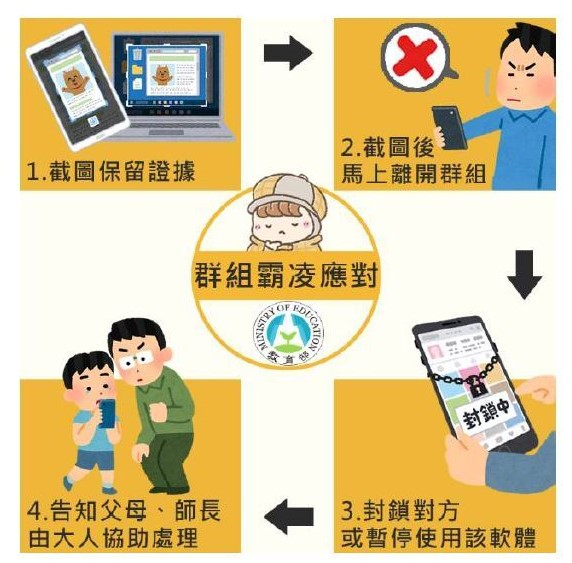 1.截圖保留證據
2.截圖後
馬上離開群組
群組霸凌應對
MINISTRY OF EDUCATION
教育部
封鎖中
4.告知父母、師長
由大人協助處理
3.封鎖對方
或暫停使用該軟體